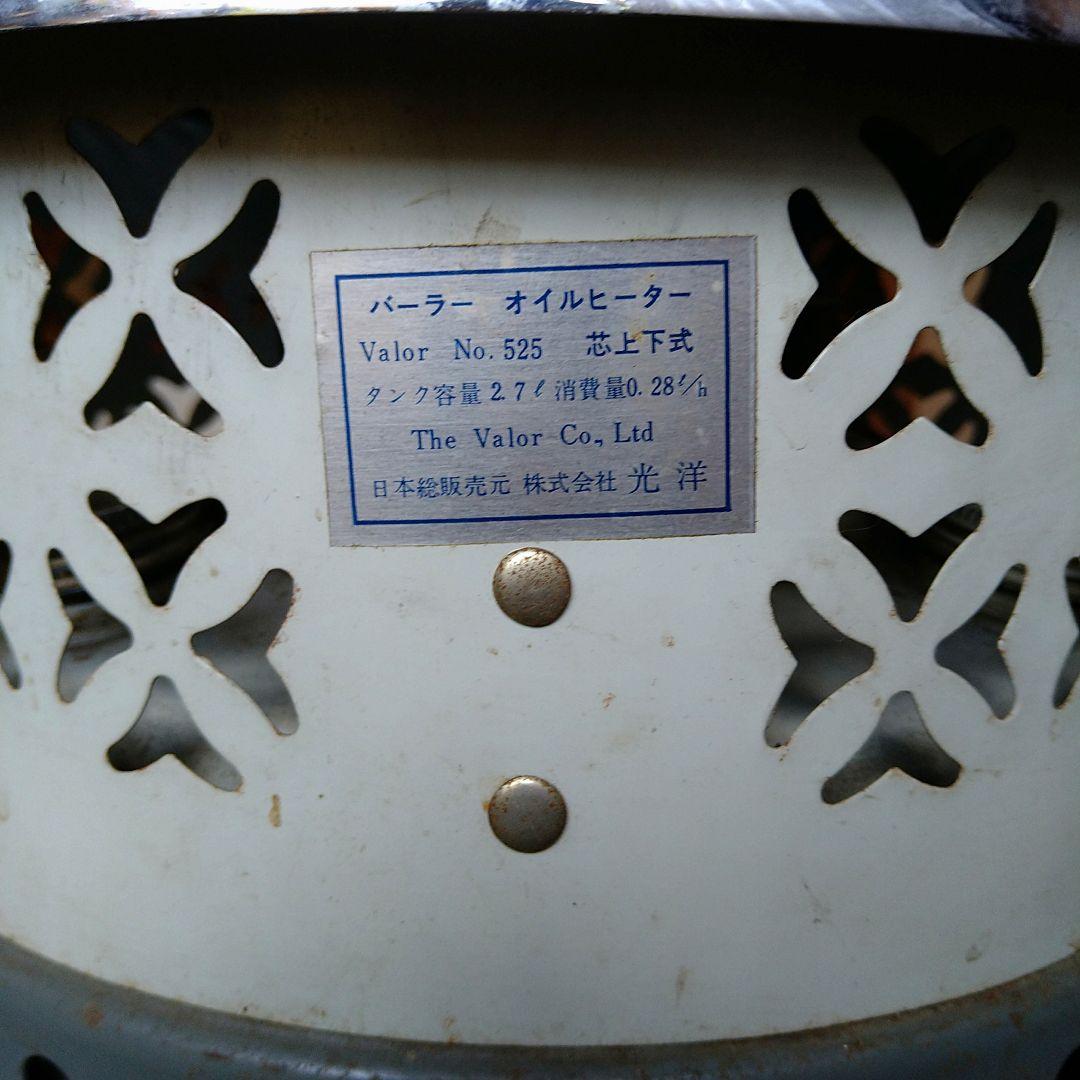 バーラー オイルヒーター
Valor No. 525 芯上下式
タンク容量 2.7ℓ 消費量0.28ℓ/h
The Valor Co., Ltd
日本総販売元 株式会社 光洋